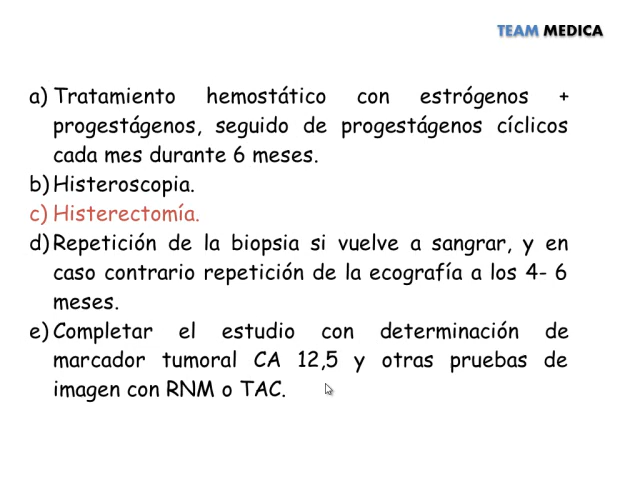 TEAM MEDICA
a) Tratamiento hemostático con estrógenos +
progestágenos, seguido de progestágenos cíclicos
cada mes durante 6 meses.
b) Histeroscopia.
c) Histerectomía.
d) Repetición de la biopsia si vuelve a sangrar, y en
caso contrario repetición de la ecografía a los 4- 6
meses.
e) Completar el estudio con determinación de
marcador tumoral CA 12,5 y otras pruebas de
imagen con RNM o TAC.